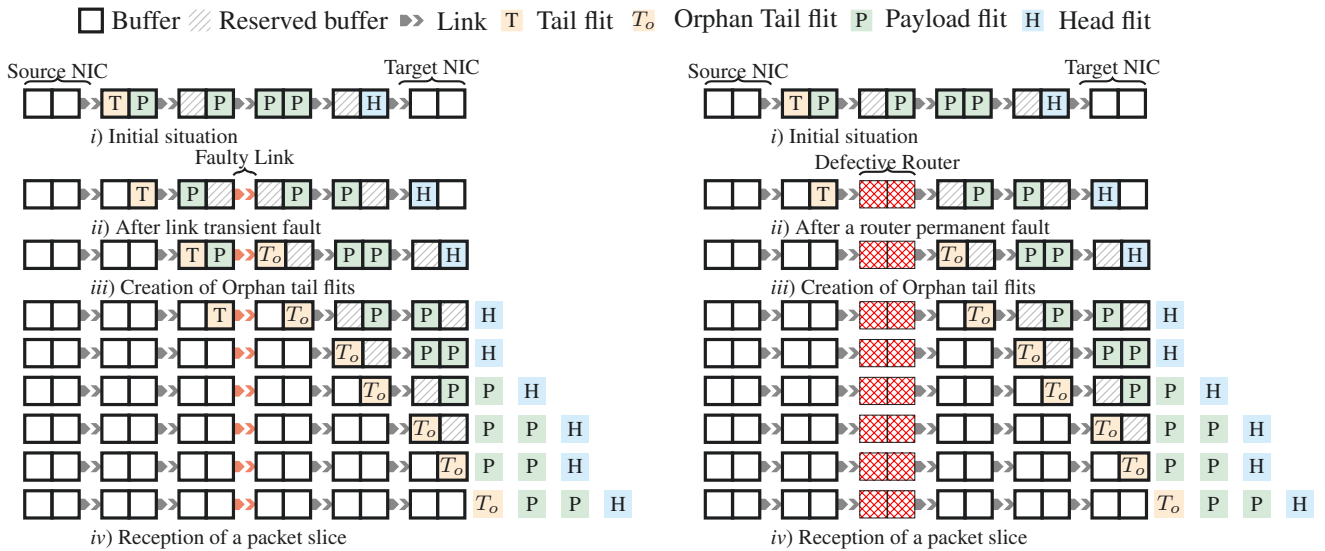 Buffer Reserved buffer Link T Tail flit T_o Orphan Tail flit P Payload flit H Head flit
Source NIC Target NIC
T P P P P H
i) Initial situation
Faulty Link
T P P P H
ii) After link transient fault
T P T_o P P H
iii) Creation of Orphan tail flits
T T_o P P H
T_o P P H
T_o P P H
T_o P P H
T_o P P H
T_o P P H
iv) Reception of a packet slice
Source NIC Target NIC
T P P P P H
i) Initial situation
Defective Router
T P P H
ii) After a router permanent fault
T_o P P H
iii) Creation of Orphan tail flits
T_o P P H
T_o P P H
T_o P P H
T_o P P H
T_o P P H
T_o P P H
iv) Reception of a packet slice